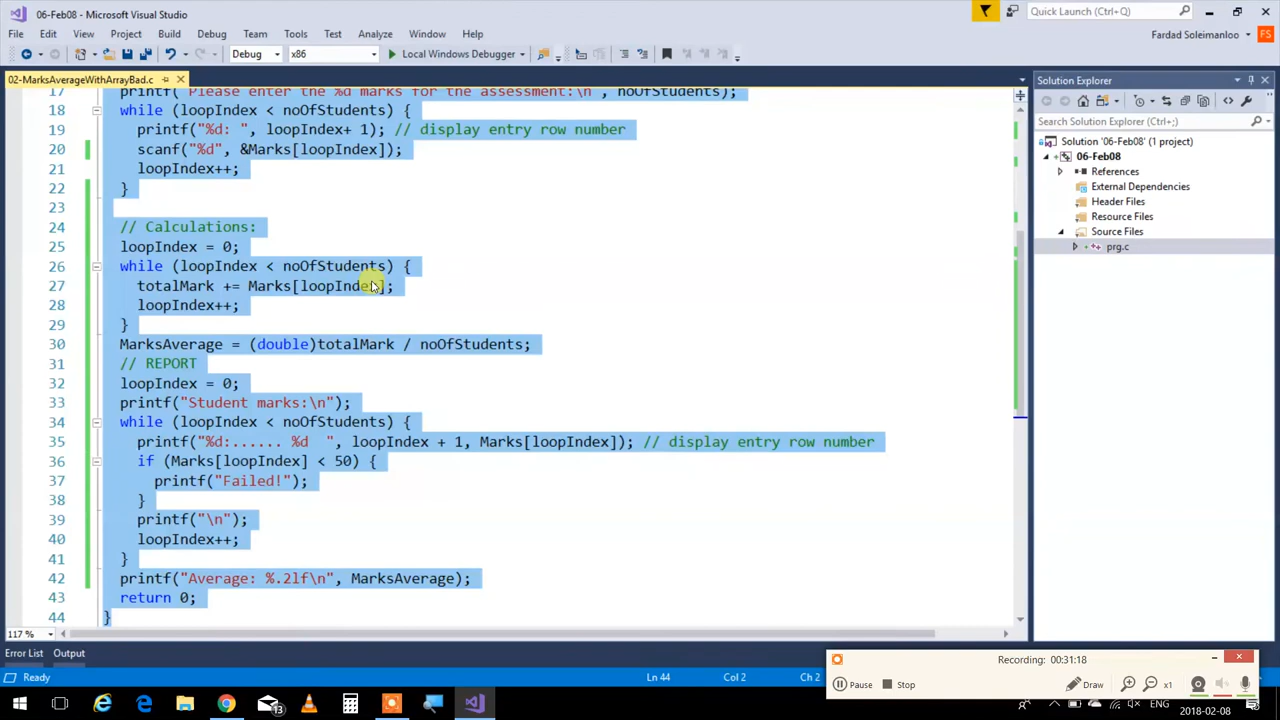 06-Feb08 - Microsoft Visual Studio
Quick Launch (Ctrl+Q)
File Edit View Project Build Debug Team Tools Test Analyze Window Help
Fardad Soleimanloo
FS
Debug x86 Local Windows Debugger
02-MarksAverageWithArrayBad.c
17 printf("Please enter the %d marks for the assessment:\n", noOfStudents);
18 while (loopIndex < noOfStudents) {
19 printf("%d: ", loopIndex+ 1); // display entry row number
20 scanf("%d", &Marks[loopIndex]);
21 loopIndex++;
22 }
23
24 // Calculations:
25 loopIndex = 0;
26 while (loopIndex < noOfStudents) {
27 totalMark += Marks[loopIndex];
28 loopIndex++;
29 }
30 MarksAverage = (double)totalMark / noOfStudents;
31 // REPORT
32 loopIndex = 0;
33 printf("Student marks:\n");
34 while (loopIndex < noOfStudents) {
35 printf("%d:...... %d  ", loopIndex + 1, Marks[loopIndex]); // display entry row number
36 if (Marks[loopIndex] < 50) {
37 printf("Failed!");
38 }
39 printf("\n");
40 loopIndex++;
41 }
42 printf("Average: %.2lf\n", MarksAverage);
43 return 0;
44 }
117 %
Solution Explorer
Search Solution Explorer (Ctrl+;)
Solution '06-Feb08' (1 project)
06-Feb08
References
External Dependencies
Header Files
Resource Files
Source Files
prg.c
Error List Output
Ready
Ln 44 Col 2 Ch 2
Recording: 00:31:18
Pause Stop Draw x1
13
ENG
9:18 AM
2018-02-08